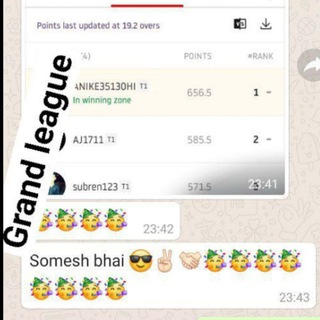 Points last updated at 19.2 overs
4)
POINTS
#RANK
ANIKE35130HI T1
656.5
1 -
In winning zone
AJ1711 T1
585.5
2 -
subren123 T1
571.5
23:41
Grand league
🥳🥳🥳🥳
23:42
Somesh bhai 😎✌🏻🤝🏻🥳🥳🥳🥳
🥳🥳🥳🥳
23:43